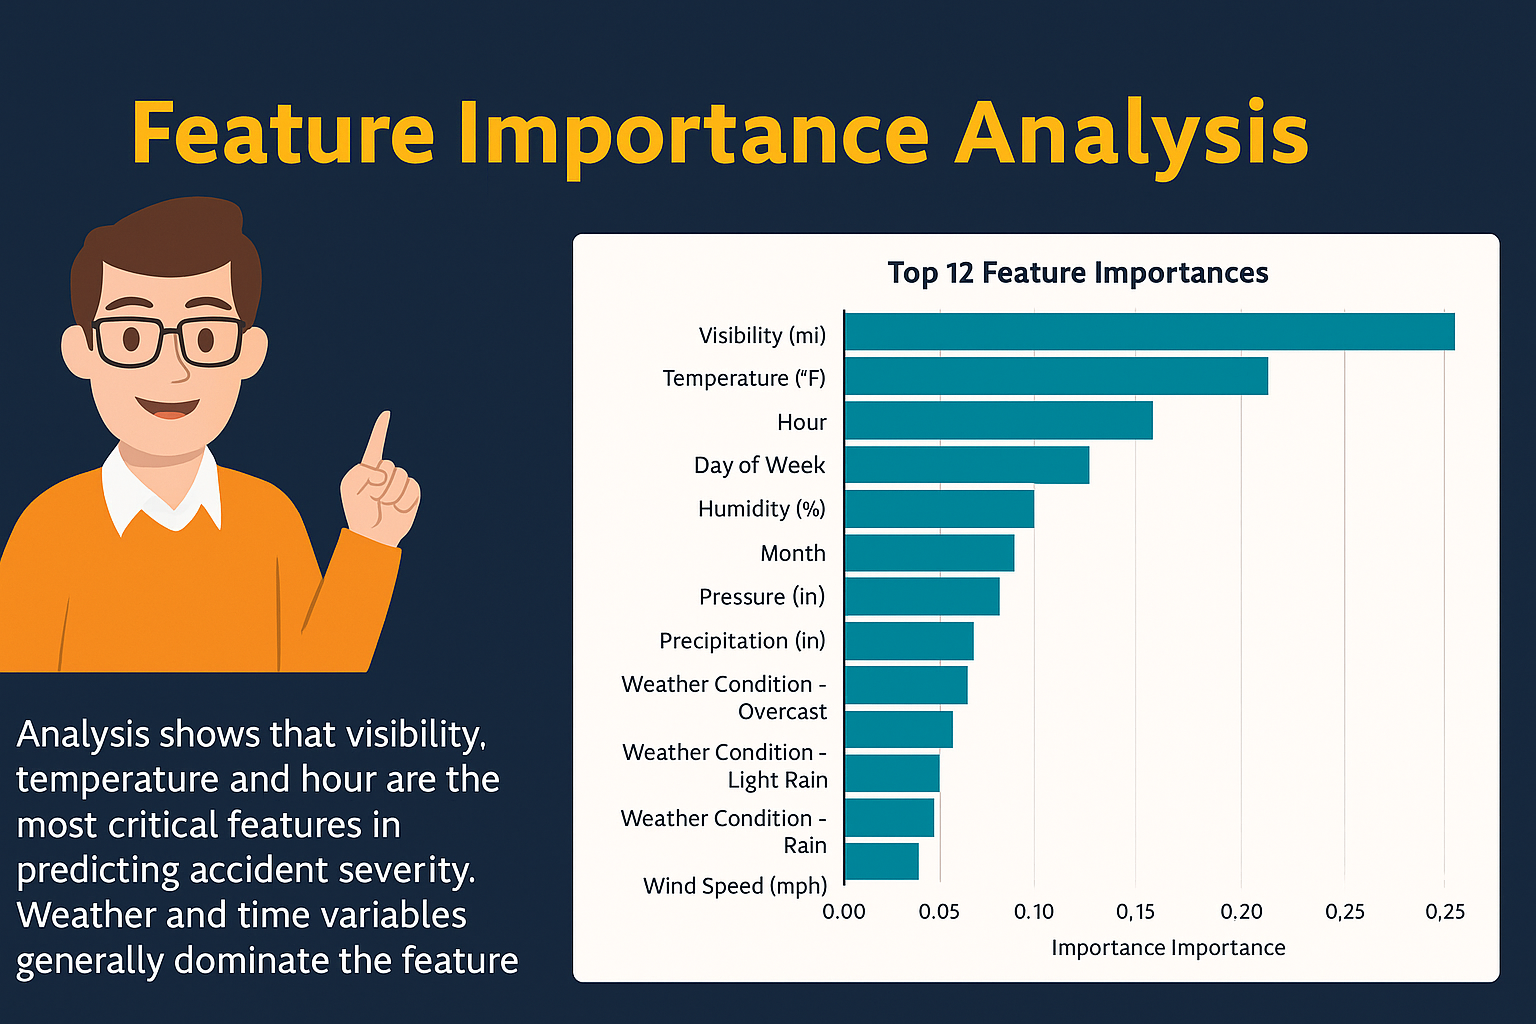 Feature Importance Analysis
Top 12 Feature Importances
Visibility (mi)
Temperature (°F)
Hour
Day of Week
Humidity (%)
Month
Pressure (in)
Precipitation (in)
Weather Condition -
Overcast
Weather Condition -
Light Rain
Weather Condition -
Rain
Wind Speed (mph)
0.00 0.05 0.10 0,15 0,20 0,25 0,25
Importance Importance
Analysis shows that visibility,
temperature and hour are the
most critical features in
predicting accident severity.
Weather and time variables
generally dominate the feature